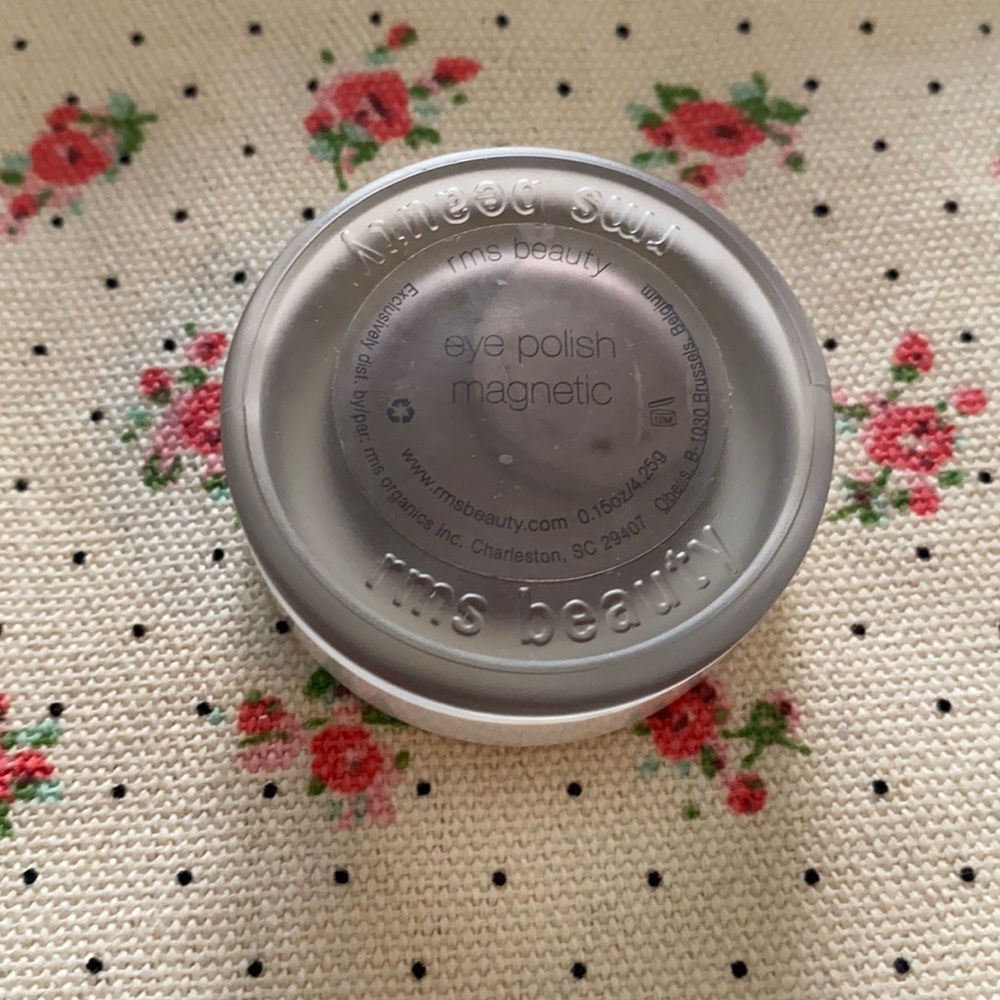 rms beauty
rms beauty
eye polish
magnetic
12M
www.rmsbeauty.com 0.15oz/4.25g
Exclusively dist. by/par: rms organics inc. Charleston, SC 29407 Obelis, B-1030 Brussels, Belgium
rms beauty